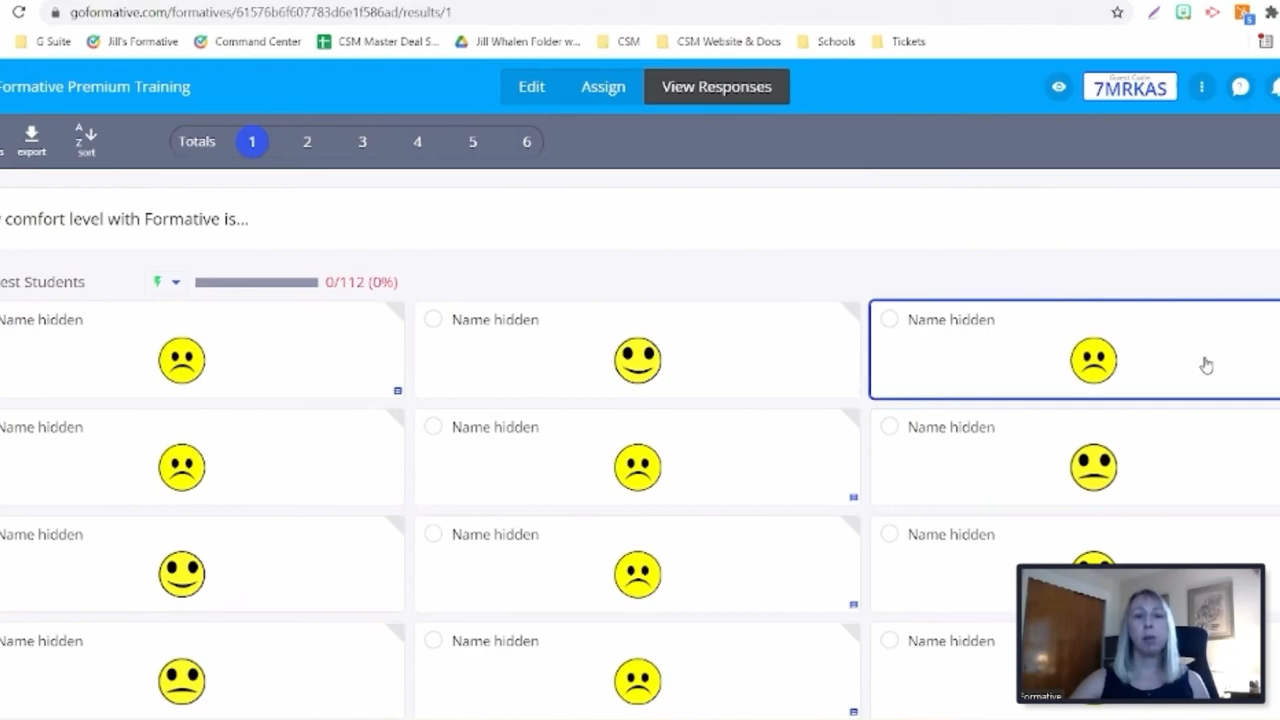 goformative.com/formatives/61576b6f607783d6e1f586ad/results/1
G Suite Jill's Formative Command Center CSM Master Deal S... Jill Whalen Folder w... CSM CSM Website & Docs Schools Tickets
Formative Premium Training Edit Assign View Responses Guest Code 7MRKAS
export A Z sort Totals 1 2 3 4 5 6
comfort level with Formative is...
est Students 0/112 (0%)
Name hidden Name hidden Name hidden
Name hidden Name hidden Name hidden
Name hidden Name hidden Name hidden
Name hidden Name hidden Name hidden
Formative